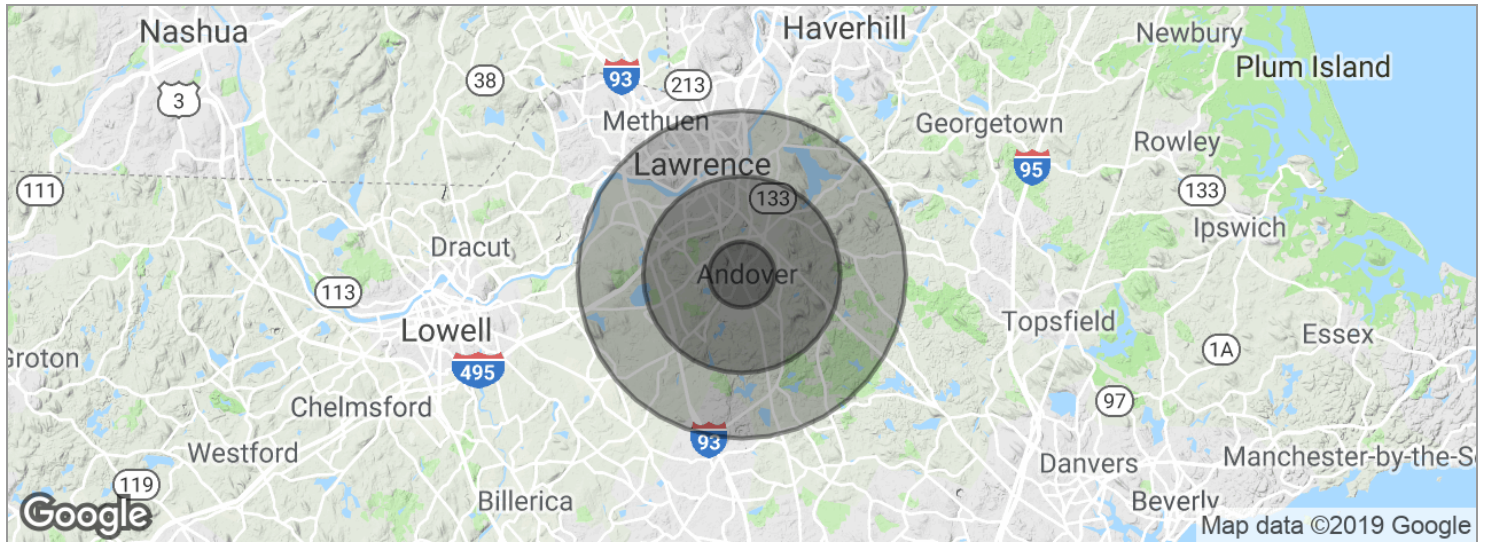 Nashua
Haverhill
Newbury
Plum Island
38
93
213
3
Methuen
Georgetown
Rowley
Lawrence
95
111
133
133
Ipswich
Dracut
Andover
113
Lowell
Topsfield
Essex
1A
Groton
495
Chelmsford
97
93
Westford
Danvers
Manchester-by-the-S
119
Billerica
Beverly
Google
Map data ©2019 Google